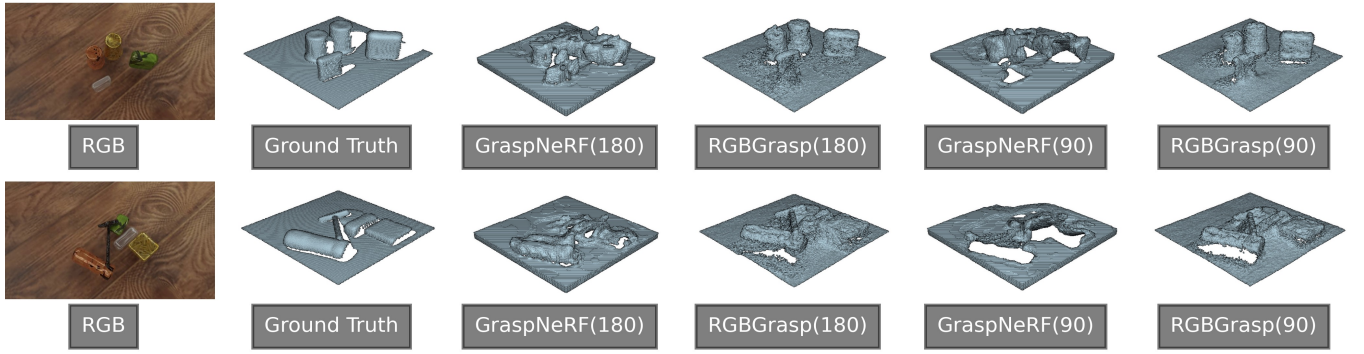 RGB
Ground Truth
GraspNeRF(180)
RGBGrasp(180)
GraspNeRF(90)
RGBGrasp(90)
RGB
Ground Truth
GraspNeRF(180)
RGBGrasp(180)
GraspNeRF(90)
RGBGrasp(90)